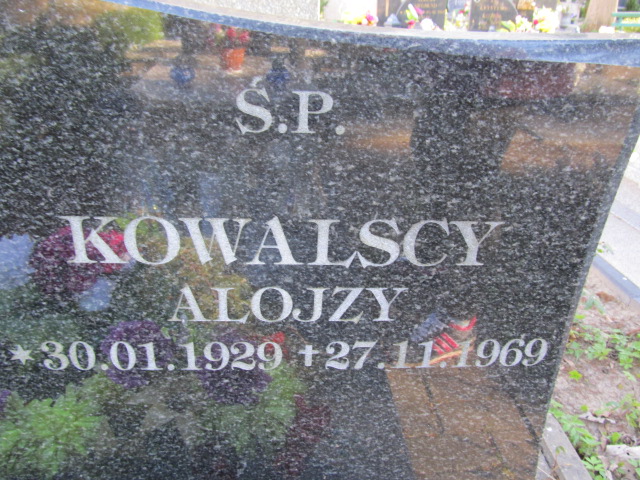 Ś.P.
KOWALSCY
ALOJZY
*30.01.1929 +27.11.1969